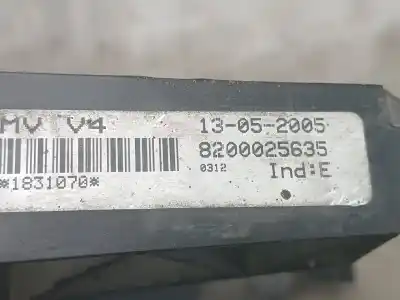 MV V4 13-05-2005
8200025635
0312 Ind:E
*1831070*